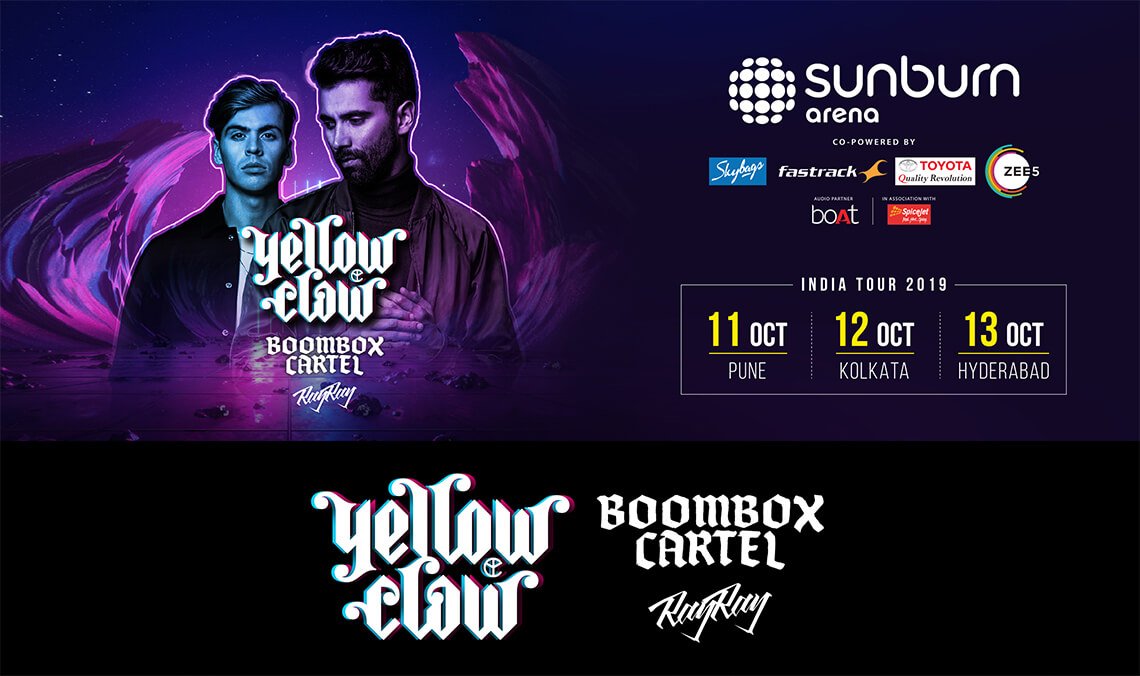 yellow
claw
BOOMBOX
CARTEL
RayRay
sunburn
arena
CO-POWERED BY
Skybags
fastrack
TOYOTA
Quality Revolution
ZEE5
AUDIO PARTNER
boAt
IN ASSOCIATION WITH
SpiceJet
INDIA TOUR 2019
11 OCT
PUNE
12 OCT
KOLKATA
13 OCT
HYDERABAD
yellow
claw
BOOMBOX
CARTEL
RayRay